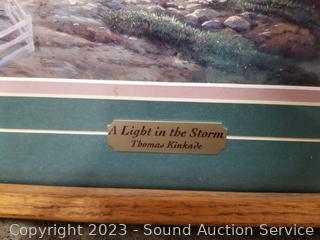 A Light in the Storm
Thomas Kinkade
Copyright 2023 - Sound Auction Service